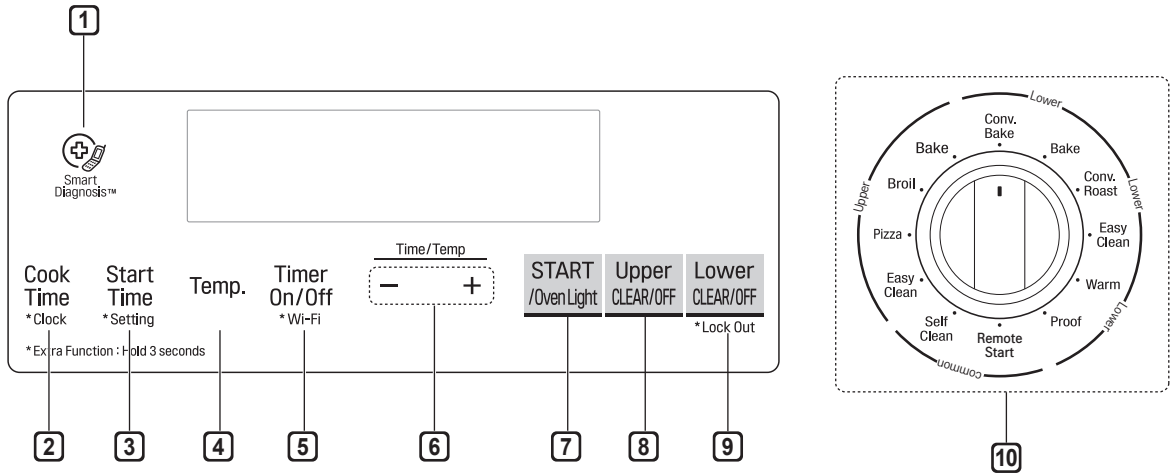 1
Smart
Diagnosis™
Cook
Time
*Clock
Start
Time
*Setting
Temp.
Timer
On/Off
*Wi-Fi
Time/Temp
− +
START
/Oven Light
Upper
CLEAR/OFF
Lower
CLEAR/OFF
*Lock Out
*Extra Function : Hold 3 seconds
2 3 4 5 6 7 8 9
Lower
Conv.
Bake
Bake
Conv.
Roast
Lower
Easy
Clean
Warm
Lower
Proof
Remote
Start
common
Self
Clean
Easy
Clean
Pizza
Upper
Broil
Bake
10